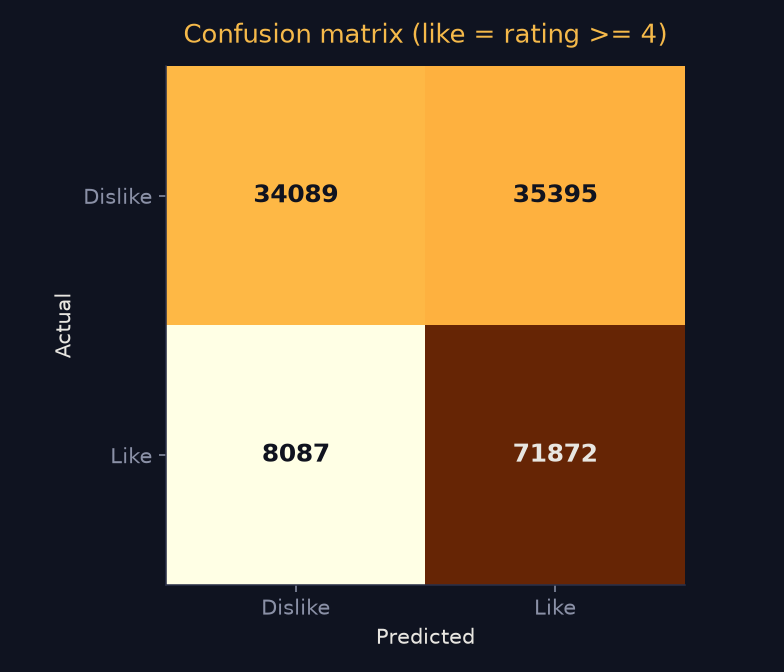 Confusion matrix (like = rating >= 4)
Dislike
34089
35395
Actual
Like
8087
71872
Dislike
Like
Predicted